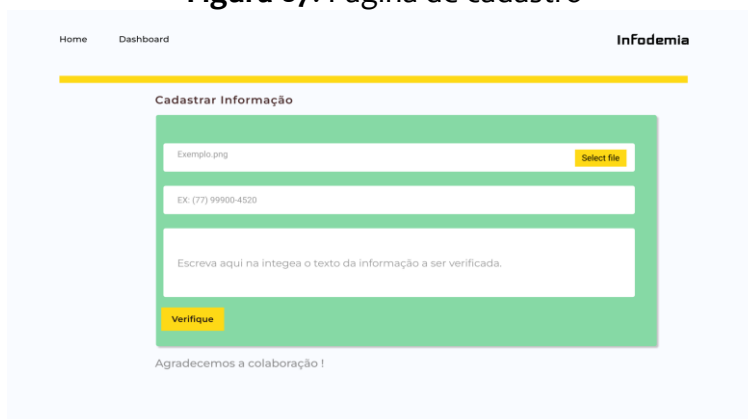 Figura 07. Página de cadastro
Home Dashboard Infodemia
Cadastrar Informação
Exemplo.png Select file
EX: (77) 99900-4520
Escreva aqui na integea o texto da informação a ser verificada.
Verifique
Agradecemos a colaboração !